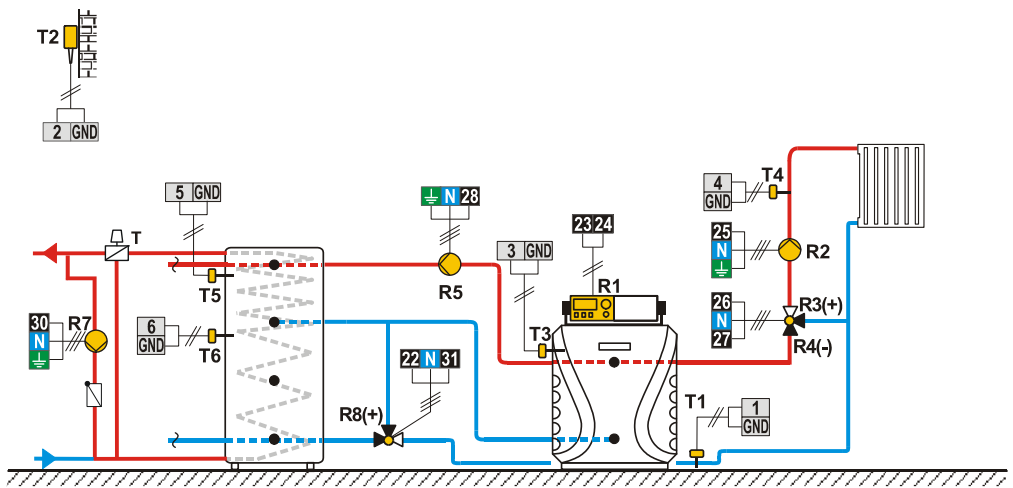 T2
2 GND
5 GND
N 28
23 24
3 GND
4
GND
T4
25
N
R2
T
T5
R5
R1
30
N
R7
6
GND
T6
T3
26
N
27
R3(+)
R4(-)
22 N 31
R8(+)
T1
1
GND